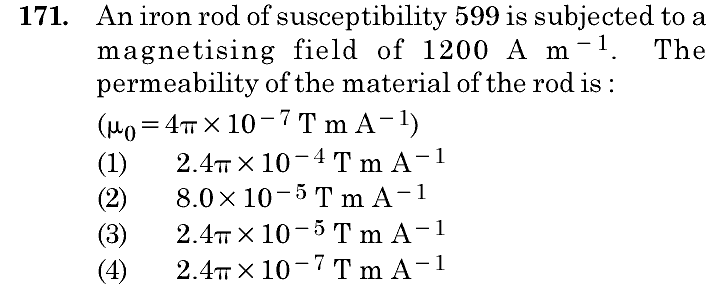 171. An iron rod of susceptibility 599 is subjected to a
magnetising field of 1200 A m⁻¹. The
permeability of the material of the rod is :
(μ₀ = 4π × 10⁻⁷ T m A⁻¹)
(1) 2.4π × 10⁻⁴ T m A⁻¹
(2) 8.0 × 10⁻⁵ T m A⁻¹
(3) 2.4π × 10⁻⁵ T m A⁻¹
(4) 2.4π × 10⁻⁷ T m A⁻¹